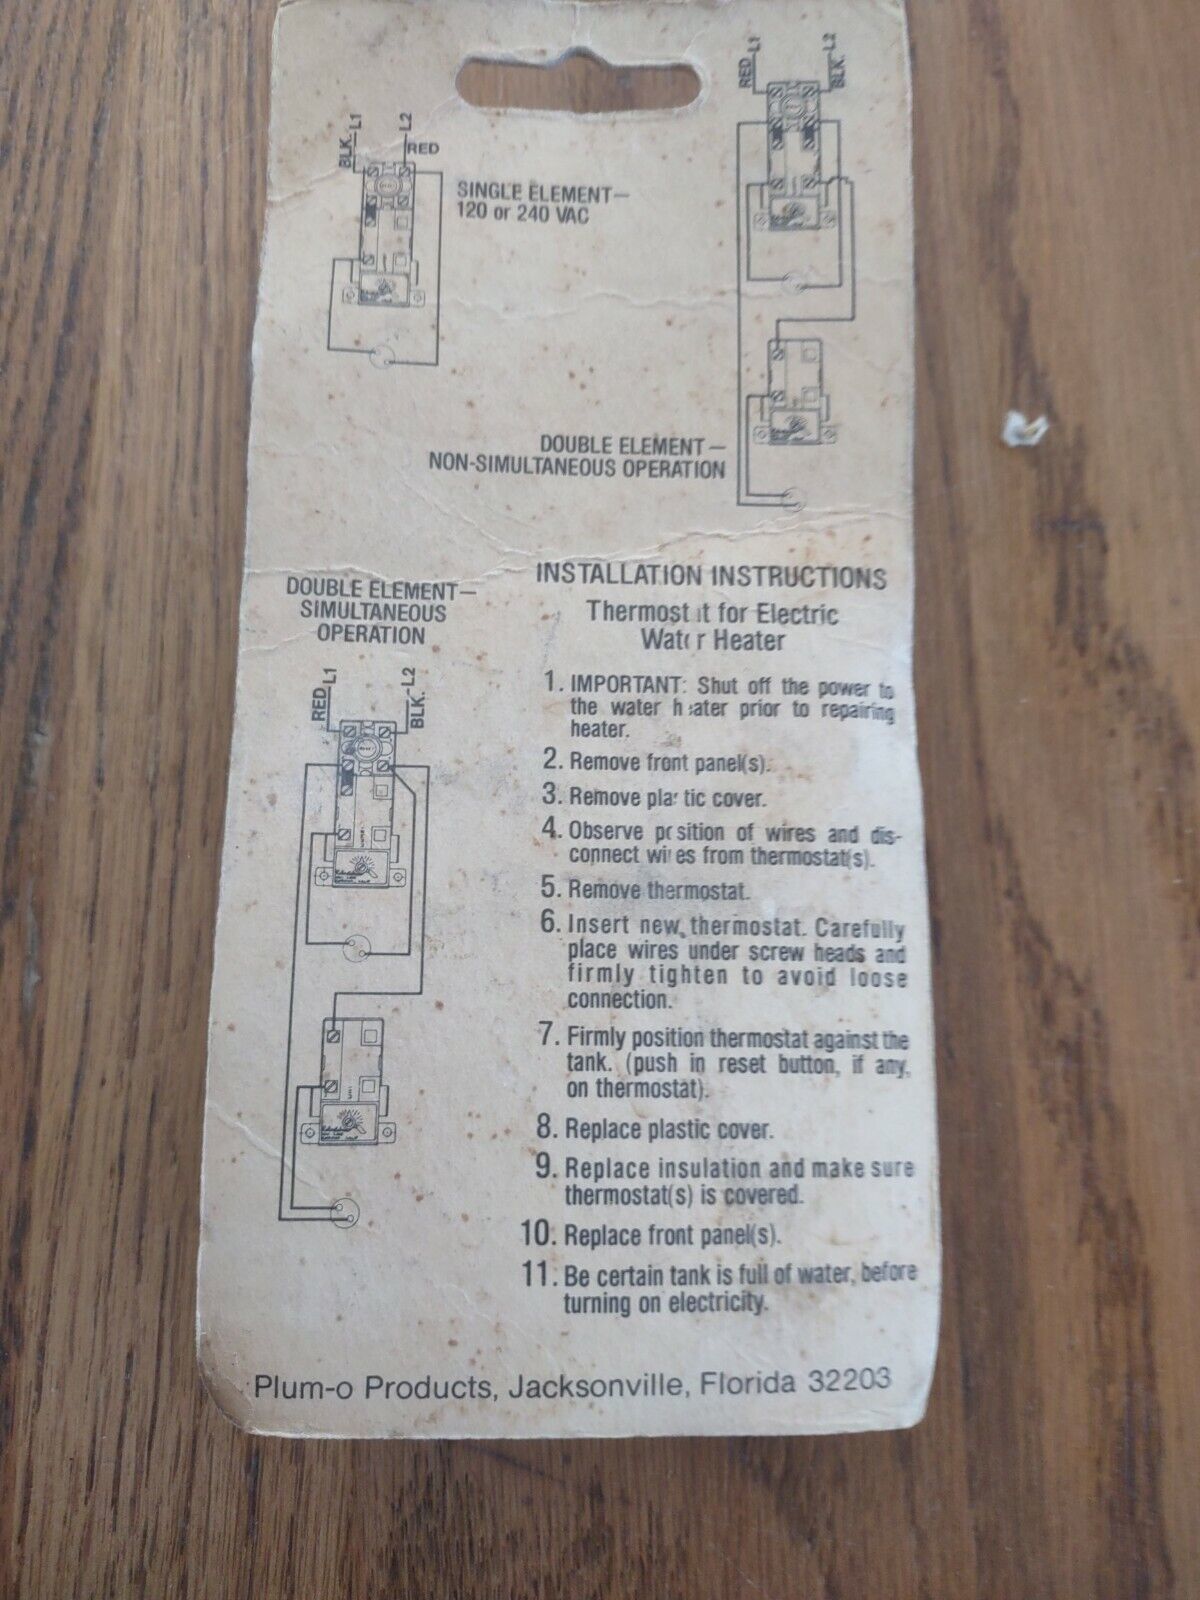 RED L1
L2
BLK.
BLK. L1
L2
RED
SINGLE ELEMENT—
120 or 240 VAC
DOUBLE ELEMENT—
NON-SIMULTANEOUS OPERATION
DOUBLE ELEMENT—
SIMULTANEOUS
OPERATION
RED L1
BLK. L2
INSTALLATION INSTRUCTIONS
Thermostat for Electric
Water Heater
1. IMPORTANT: Shut off the power to
the water heater prior to repairing
heater.
2. Remove front panel(s).
3. Remove plastic cover.
4. Observe position of wires and dis-
connect wires from thermostat(s).
5. Remove thermostat.
6. Insert new thermostat. Carefully
place wires under screw heads and
firmly tighten to avoid loose
connection.
7. Firmly position thermostat against the
tank. (push in reset button, if any,
on thermostat).
8. Replace plastic cover.
9. Replace insulation and make sure
thermostat(s) is covered.
10. Replace front panel(s).
11. Be certain tank is full of water, before
turning on electricity.
Plum-o Products, Jacksonville, Florida 32203